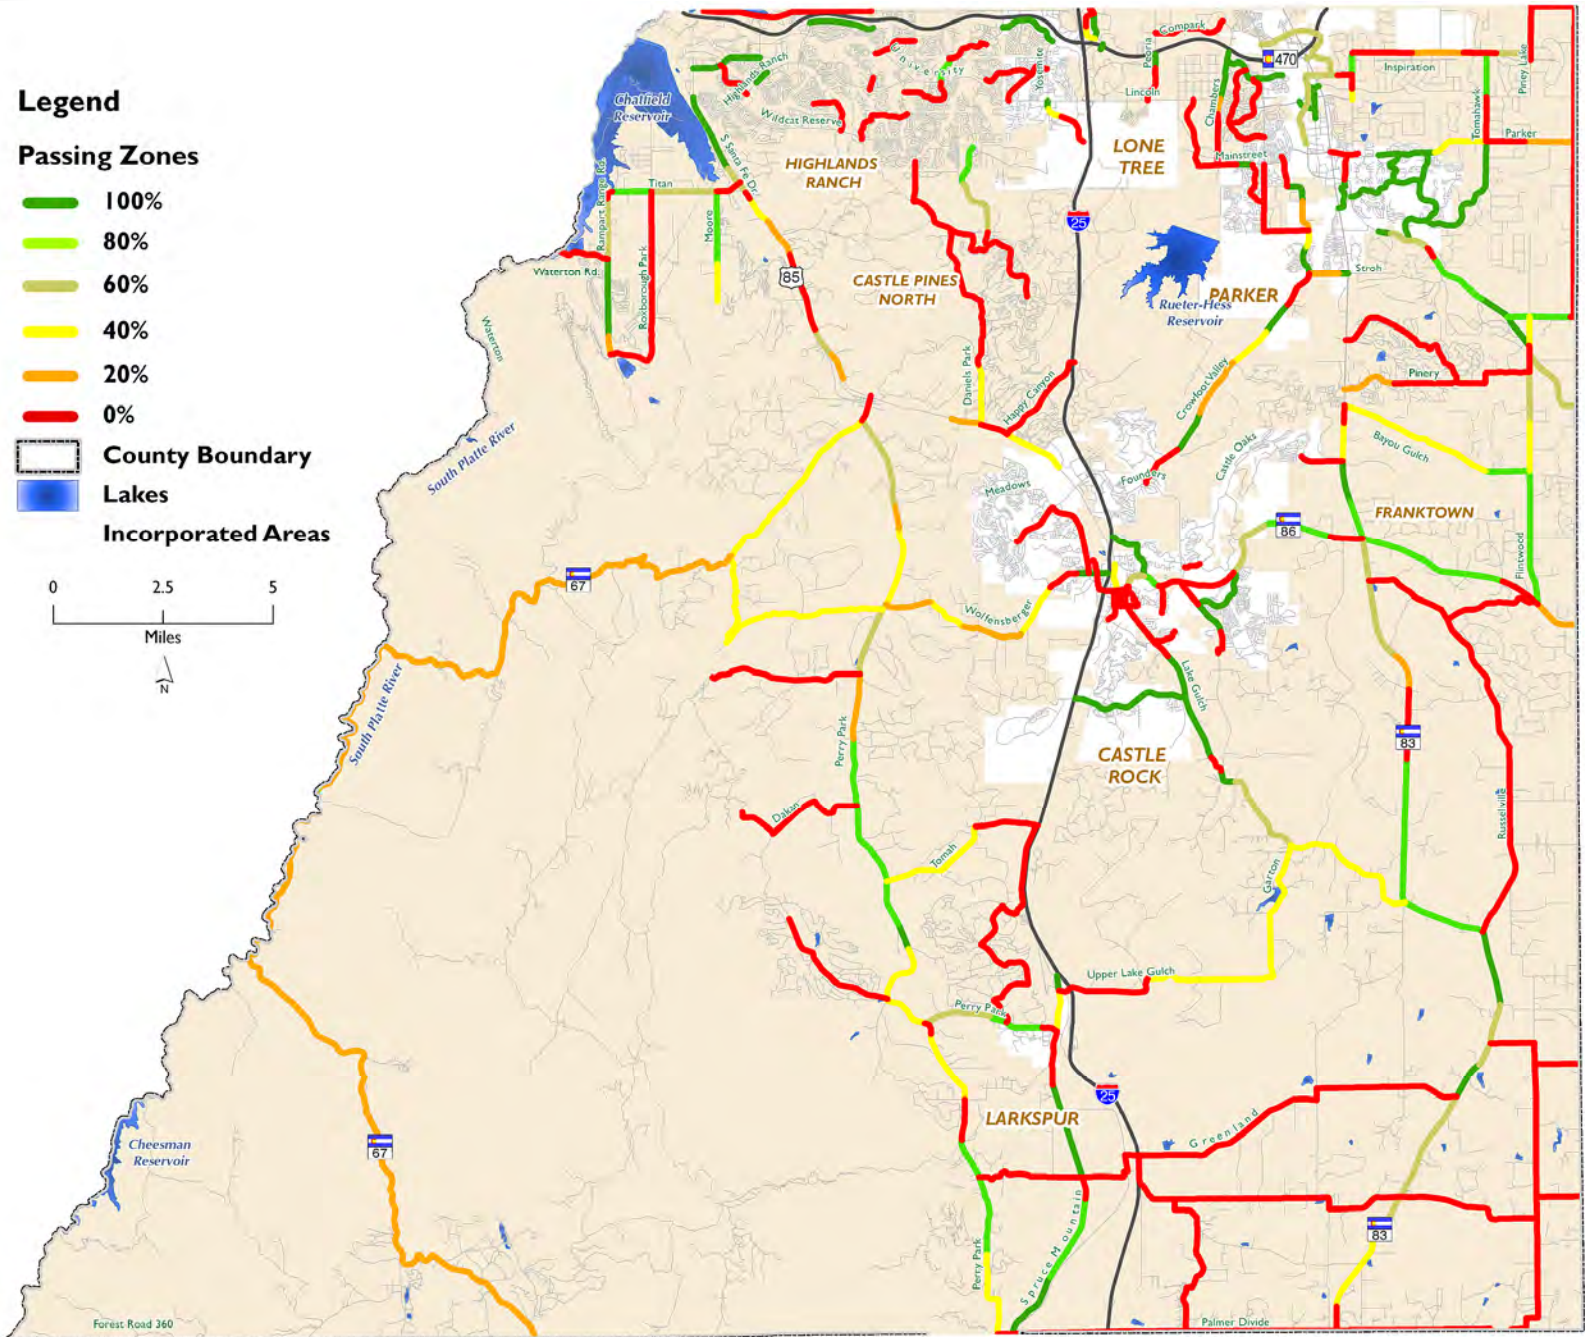 Legend
Passing Zones
100%
80%
60%
40%
20%
0%
County Boundary
Lakes
Incorporated Areas
0 2.5 5
Miles
N
Chatfield
Reservoir
Highlands Ranch
University
Wildcat Reserve
Yosemite
Peoria
Compark
Lincoln
Chambers
470
Inspiration
Piney Lake
Tomahawk
Parker
Mainstreet
HIGHLANDS
RANCH
LONE
TREE
S Santa Fe Dr
Titan
Rampart Range Rd.
Moore
Roxborough Park
Waterton Rd.
Waterton
25
85
CASTLE PINES
NORTH
PARKER
Rueter-Hess
Reservoir
Stroh
Daniels Park
Happy Canyon
Crowfoot Valley
Pinery
Bayou Gulch
South Platte River
Meadows
Founders
Castle Oaks
FRANKTOWN
86
Flintwood
67
Wolfensberger
Lake Gulch
South Platte River
Perry Park
CASTLE
ROCK
83
Russelville
Dakan
Tomah
Garton
Upper Lake Gulch
Perry Park
25
LARKSPUR
Greenland
Cheesman
Reservoir
67
Perry Park
Spruce Mountain
83
Forest Road 360
Palmer Divide